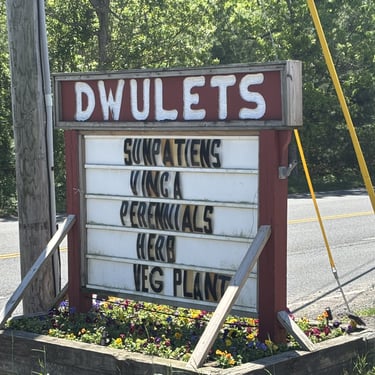 DWULETS
SUNPATIENS
VINCA
PERENNIALS
HERB
VEG PLANT